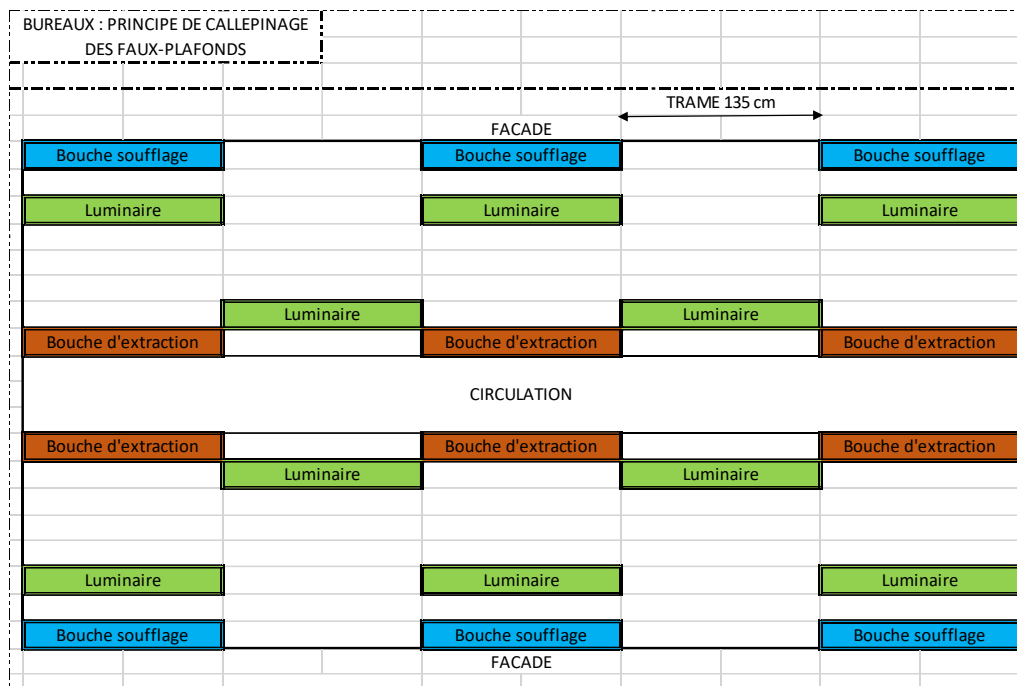 BUREAUX : PRINCIPE DE CALLEPINAGE
DES FAUX-PLAFONDS
TRAME 135 cm
FACADE
Bouche soufflage Bouche soufflage Bouche soufflage
Luminaire Luminaire Luminaire
Luminaire Luminaire
Bouche d'extraction Bouche d'extraction Bouche d'extraction
CIRCULATION
Bouche d'extraction Bouche d'extraction Bouche d'extraction
Luminaire Luminaire
Luminaire Luminaire Luminaire
Bouche soufflage Bouche soufflage Bouche soufflage
FACADE